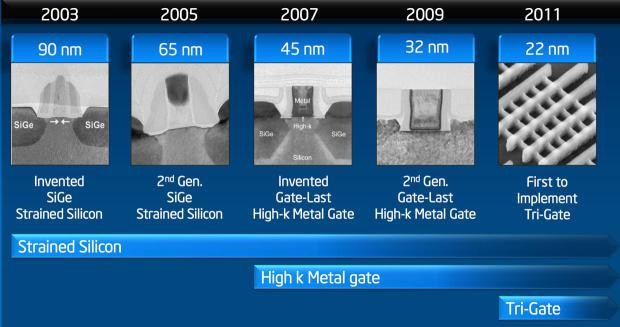 2003 2005 2007 2009 2011
90 nm 65 nm 45 nm 32 nm 22 nm
SiGe SiGe
Metal
High-k
SiGe SiGe
Silicon
Invented
SiGe
Strained Silicon
2nd Gen.
SiGe
Strained Silicon
Invented
Gate-Last
High-k Metal Gate
2nd Gen.
Gate-Last
High-k Metal Gate
First to
Implement
Tri-Gate
Strained Silicon
High k Metal gate
Tri-Gate